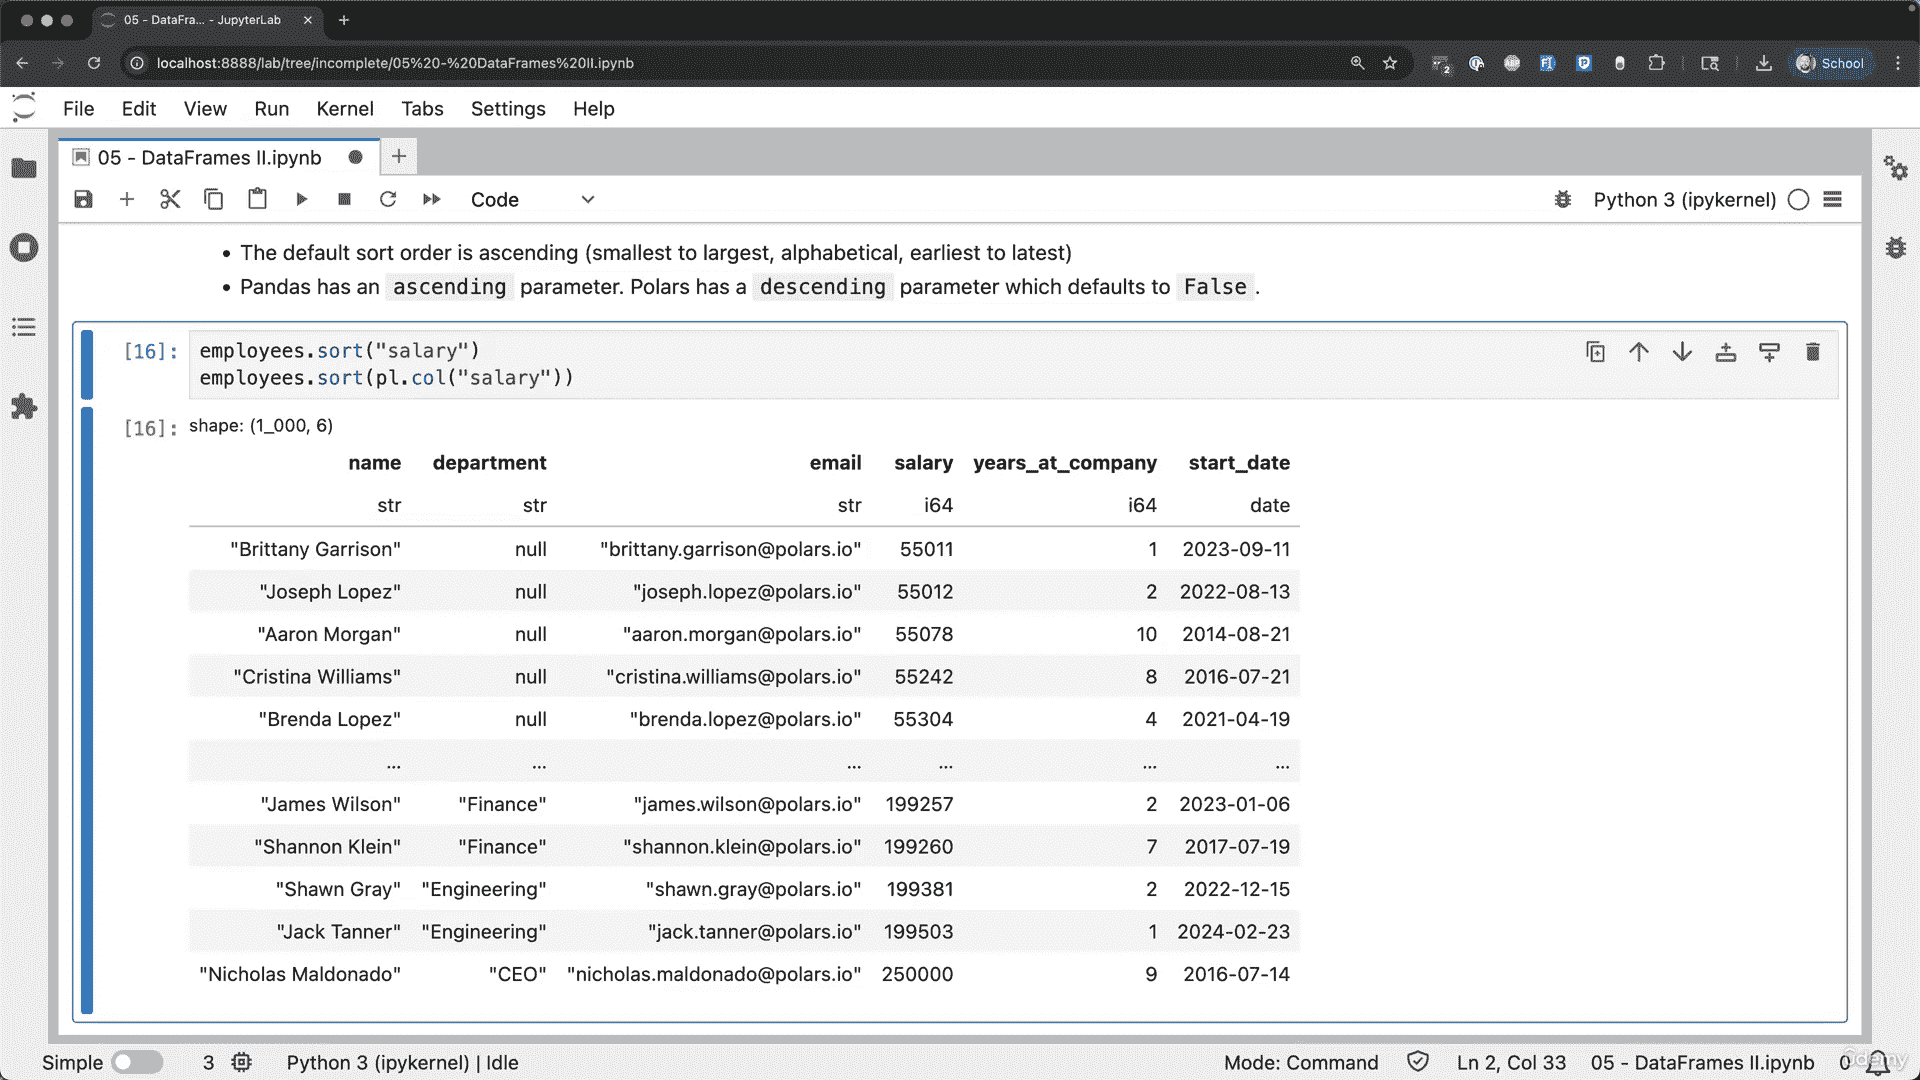 05 - DataFra... - JupyterLab
localhost:8888/lab/tree/incomplete/05%20-%20DataFrames%20II.ipynb
2
School
File Edit View Run Kernel Tabs Settings Help
05 - DataFrames II.ipynb
Code
Python 3 (ipykernel)
• The default sort order is ascending (smallest to largest, alphabetical, earliest to latest)
• Pandas has an ascending parameter. Polars has a descending parameter which defaults to False.
[16]: employees.sort("salary")
employees.sort(pl.col("salary"))
[16]: shape: (1_000, 6)
name department email salary years_at_company start_date
str str str i64 i64 date
"Brittany Garrison" null "brittany.garrison@polars.io" 55011 1 2023-09-11
"Joseph Lopez" null "joseph.lopez@polars.io" 55012 2 2022-08-13
"Aaron Morgan" null "aaron.morgan@polars.io" 55078 10 2014-08-21
"Cristina Williams" null "cristina.williams@polars.io" 55242 8 2016-07-21
"Brenda Lopez" null "brenda.lopez@polars.io" 55304 4 2021-04-19
... ... ... ... ... ...
"James Wilson" "Finance" "james.wilson@polars.io" 199257 2 2023-01-06
"Shannon Klein" "Finance" "shannon.klein@polars.io" 199260 7 2017-07-19
"Shawn Gray" "Engineering" "shawn.gray@polars.io" 199381 2 2022-12-15
"Jack Tanner" "Engineering" "jack.tanner@polars.io" 199503 1 2024-02-23
"Nicholas Maldonado" "CEO" "nicholas.maldonado@polars.io" 250000 9 2016-07-14
Simple 3 Python 3 (ipykernel) | Idle Mode: Command Ln 2, Col 33 05 - DataFrames II.ipynb 0
Udemy